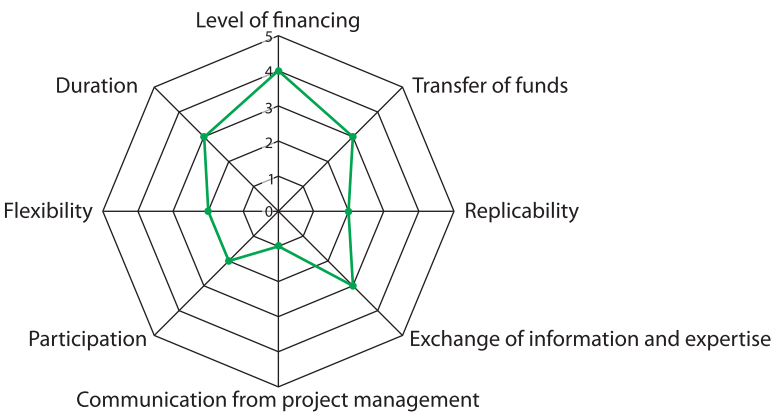 Level of financing
5
Duration
4
Transfer of funds
3
2
1
Flexibility
0
Replicability
Participation
Exchange of information and expertise
Communication from project management